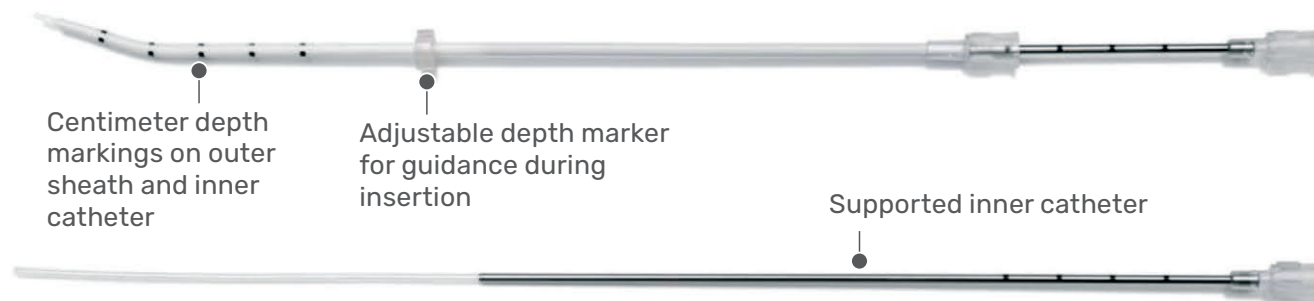 Centimeter depth
markings on outer
sheath and inner
catheter
Adjustable depth marker
for guidance during
insertion
Supported inner catheter